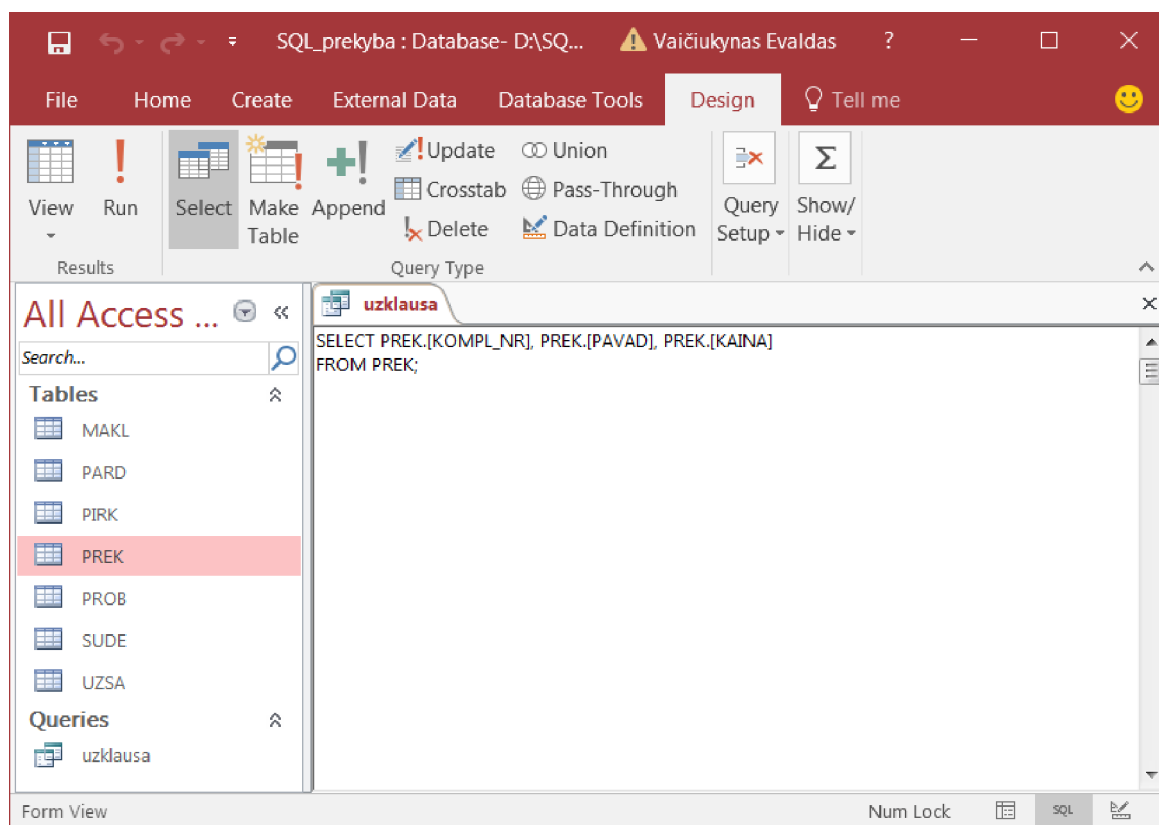 SQL_prekyba : Database- D:\SQ... Vaičiukynas Evaldas ?
File Home Create External Data Database Tools Design Tell me
View
Run
Results
Select
Make Table
Append
Update
Crosstab
Delete
Union
Pass-Through
Data Definition
Query Type
Query Setup
Show/ Hide
All Access ...
Search...
Tables
MAKL
PARD
PIRK
PREK
PROB
SUDE
UZSA
Queries
uzklausa
uzklausa
SELECT PREK.[KOMPL_NR], PREK.[PAVAD], PREK.[KAINA]
FROM PREK;
Form View Num Lock SQL